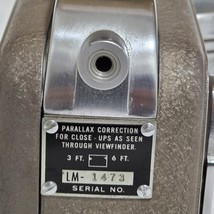 PARALLAX CORRECTION
FOR CLOSE - UPS AS SEEN
THROUGH VIEWFINDER.
3 FT. 6 FT.
LM- 1473
SERIAL NO.